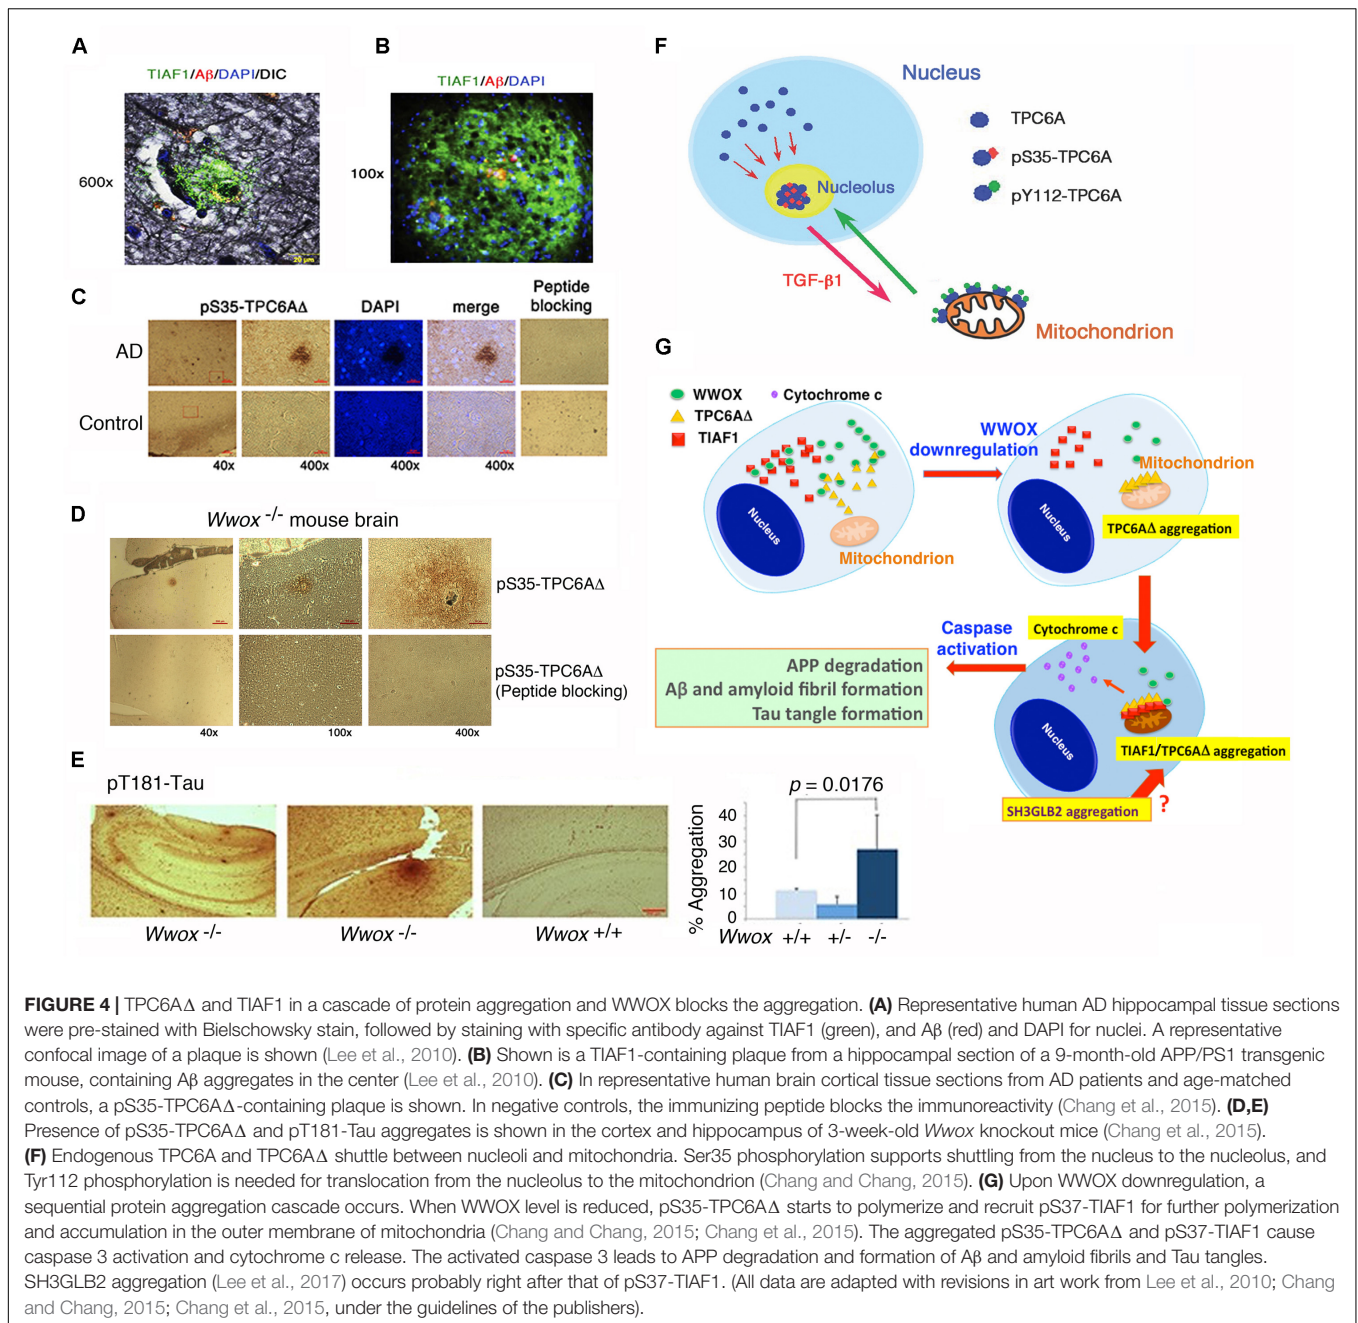 A
TIAF1/Aβ/DAPI/DIC
600x
20 µm
B
TIAF1/Aβ/DAPI
100x
C
pS35-TPC6AΔ
DAPI
merge
Peptide
blocking
AD
Control
40x
400x
400x
400x
D
Wwox -/- mouse brain
pS35-TPC6AΔ
pS35-TPC6AΔ
(Peptide blocking)
40x
100x
400x
E
pT181-Tau
Wwox -/-
Wwox -/-
Wwox +/+
p = 0.0176
% Aggregation
40
30
20
10
0
Wwox +/+ +/- -/-
F
Nucleus
Nucleolus
TPC6A
pS35-TPC6A
pY112-TPC6A
TGF-β1
Mitochondrion
G
WWOX
Cytochrome c
TPC6AΔ
TIAF1
Nucleus
Mitochondrion
WWOX
downregulation
Mitochondrion
Nucleus
TPC6AΔ aggregation
Caspase
activation
Cytochrome c
APP degradation
Aβ and amyloid fibril formation
Tau tangle formation
Nucleus
TIAF1/TPC6AΔ aggregation
SH3GLB2 aggregation
?
FIGURE 4 | TPC6AΔ and TIAF1 in a cascade of protein aggregation and WWOX blocks the aggregation. (A) Representative human AD hippocampal tissue sections
were pre-stained with Bielschowsky stain, followed by staining with specific antibody against TIAF1 (green), and Aβ (red) and DAPI for nuclei. A representative
confocal image of a plaque is shown (Lee et al., 2010). (B) Shown is a TIAF1-containing plaque from a hippocampal section of a 9-month-old APP/PS1 transgenic
mouse, containing Aβ aggregates in the center (Lee et al., 2010). (C) In representative human brain cortical tissue sections from AD patients and age-matched
controls, a pS35-TPC6AΔ-containing plaque is shown. In negative controls, the immunizing peptide blocks the immunoreactivity (Chang et al., 2015). (D,E)
Presence of pS35-TPC6AΔ and pT181-Tau aggregates is shown in the cortex and hippocampus of 3-week-old Wwox knockout mice (Chang et al., 2015).
(F) Endogenous TPC6A and TPC6AΔ shuttle between nucleoli and mitochondria. Ser35 phosphorylation supports shuttling from the nucleus to the nucleolus, and
Tyr112 phosphorylation is needed for translocation from the nucleolus to the mitochondrion (Chang and Chang, 2015). (G) Upon WWOX downregulation, a
sequential protein aggregation cascade occurs. When WWOX level is reduced, pS35-TPC6AΔ starts to polymerize and recruit pS37-TIAF1 for further polymerization
and accumulation in the outer membrane of mitochondria (Chang and Chang, 2015; Chang et al., 2015). The aggregated pS35-TPC6AΔ and pS37-TIAF1 cause
caspase 3 activation and cytochrome c release. The activated caspase 3 leads to APP degradation and formation of Aβ and amyloid fibrils and Tau tangles.
SH3GLB2 aggregation (Lee et al., 2017) occurs probably right after that of pS37-TIAF1. (All data are adapted with revisions in art work from Lee et al., 2010; Chang
and Chang, 2015; Chang et al., 2015, under the guidelines of the publishers).